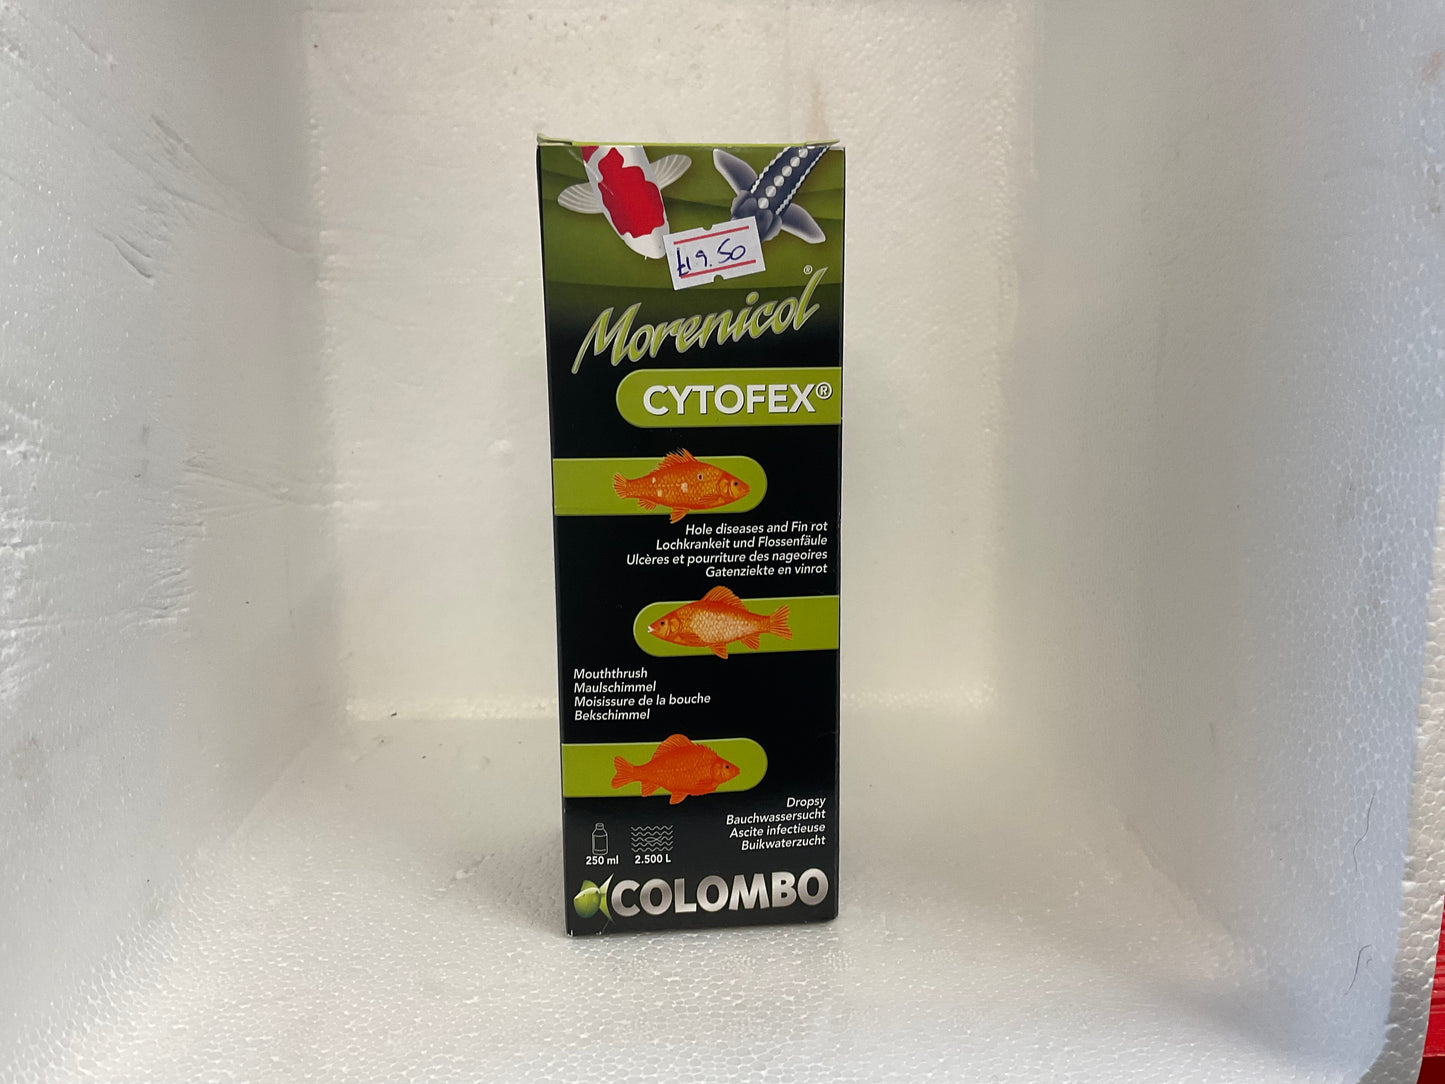 £19.50
Morenicol®
CYTOFEX®
Hole diseases and Fin rot
Lochkrankeit und Flossenfäule
Ulcères et pourriture des nageoires
Gatenziekte en vinrot
Mouththrush
Maulschimmel
Moisissure de la bouche
Bekschimmel
Dropsy
Bauchwassersucht
Ascite infectieuse
Buikwaterzucht
250 ml 2.500 L
COLOMBO